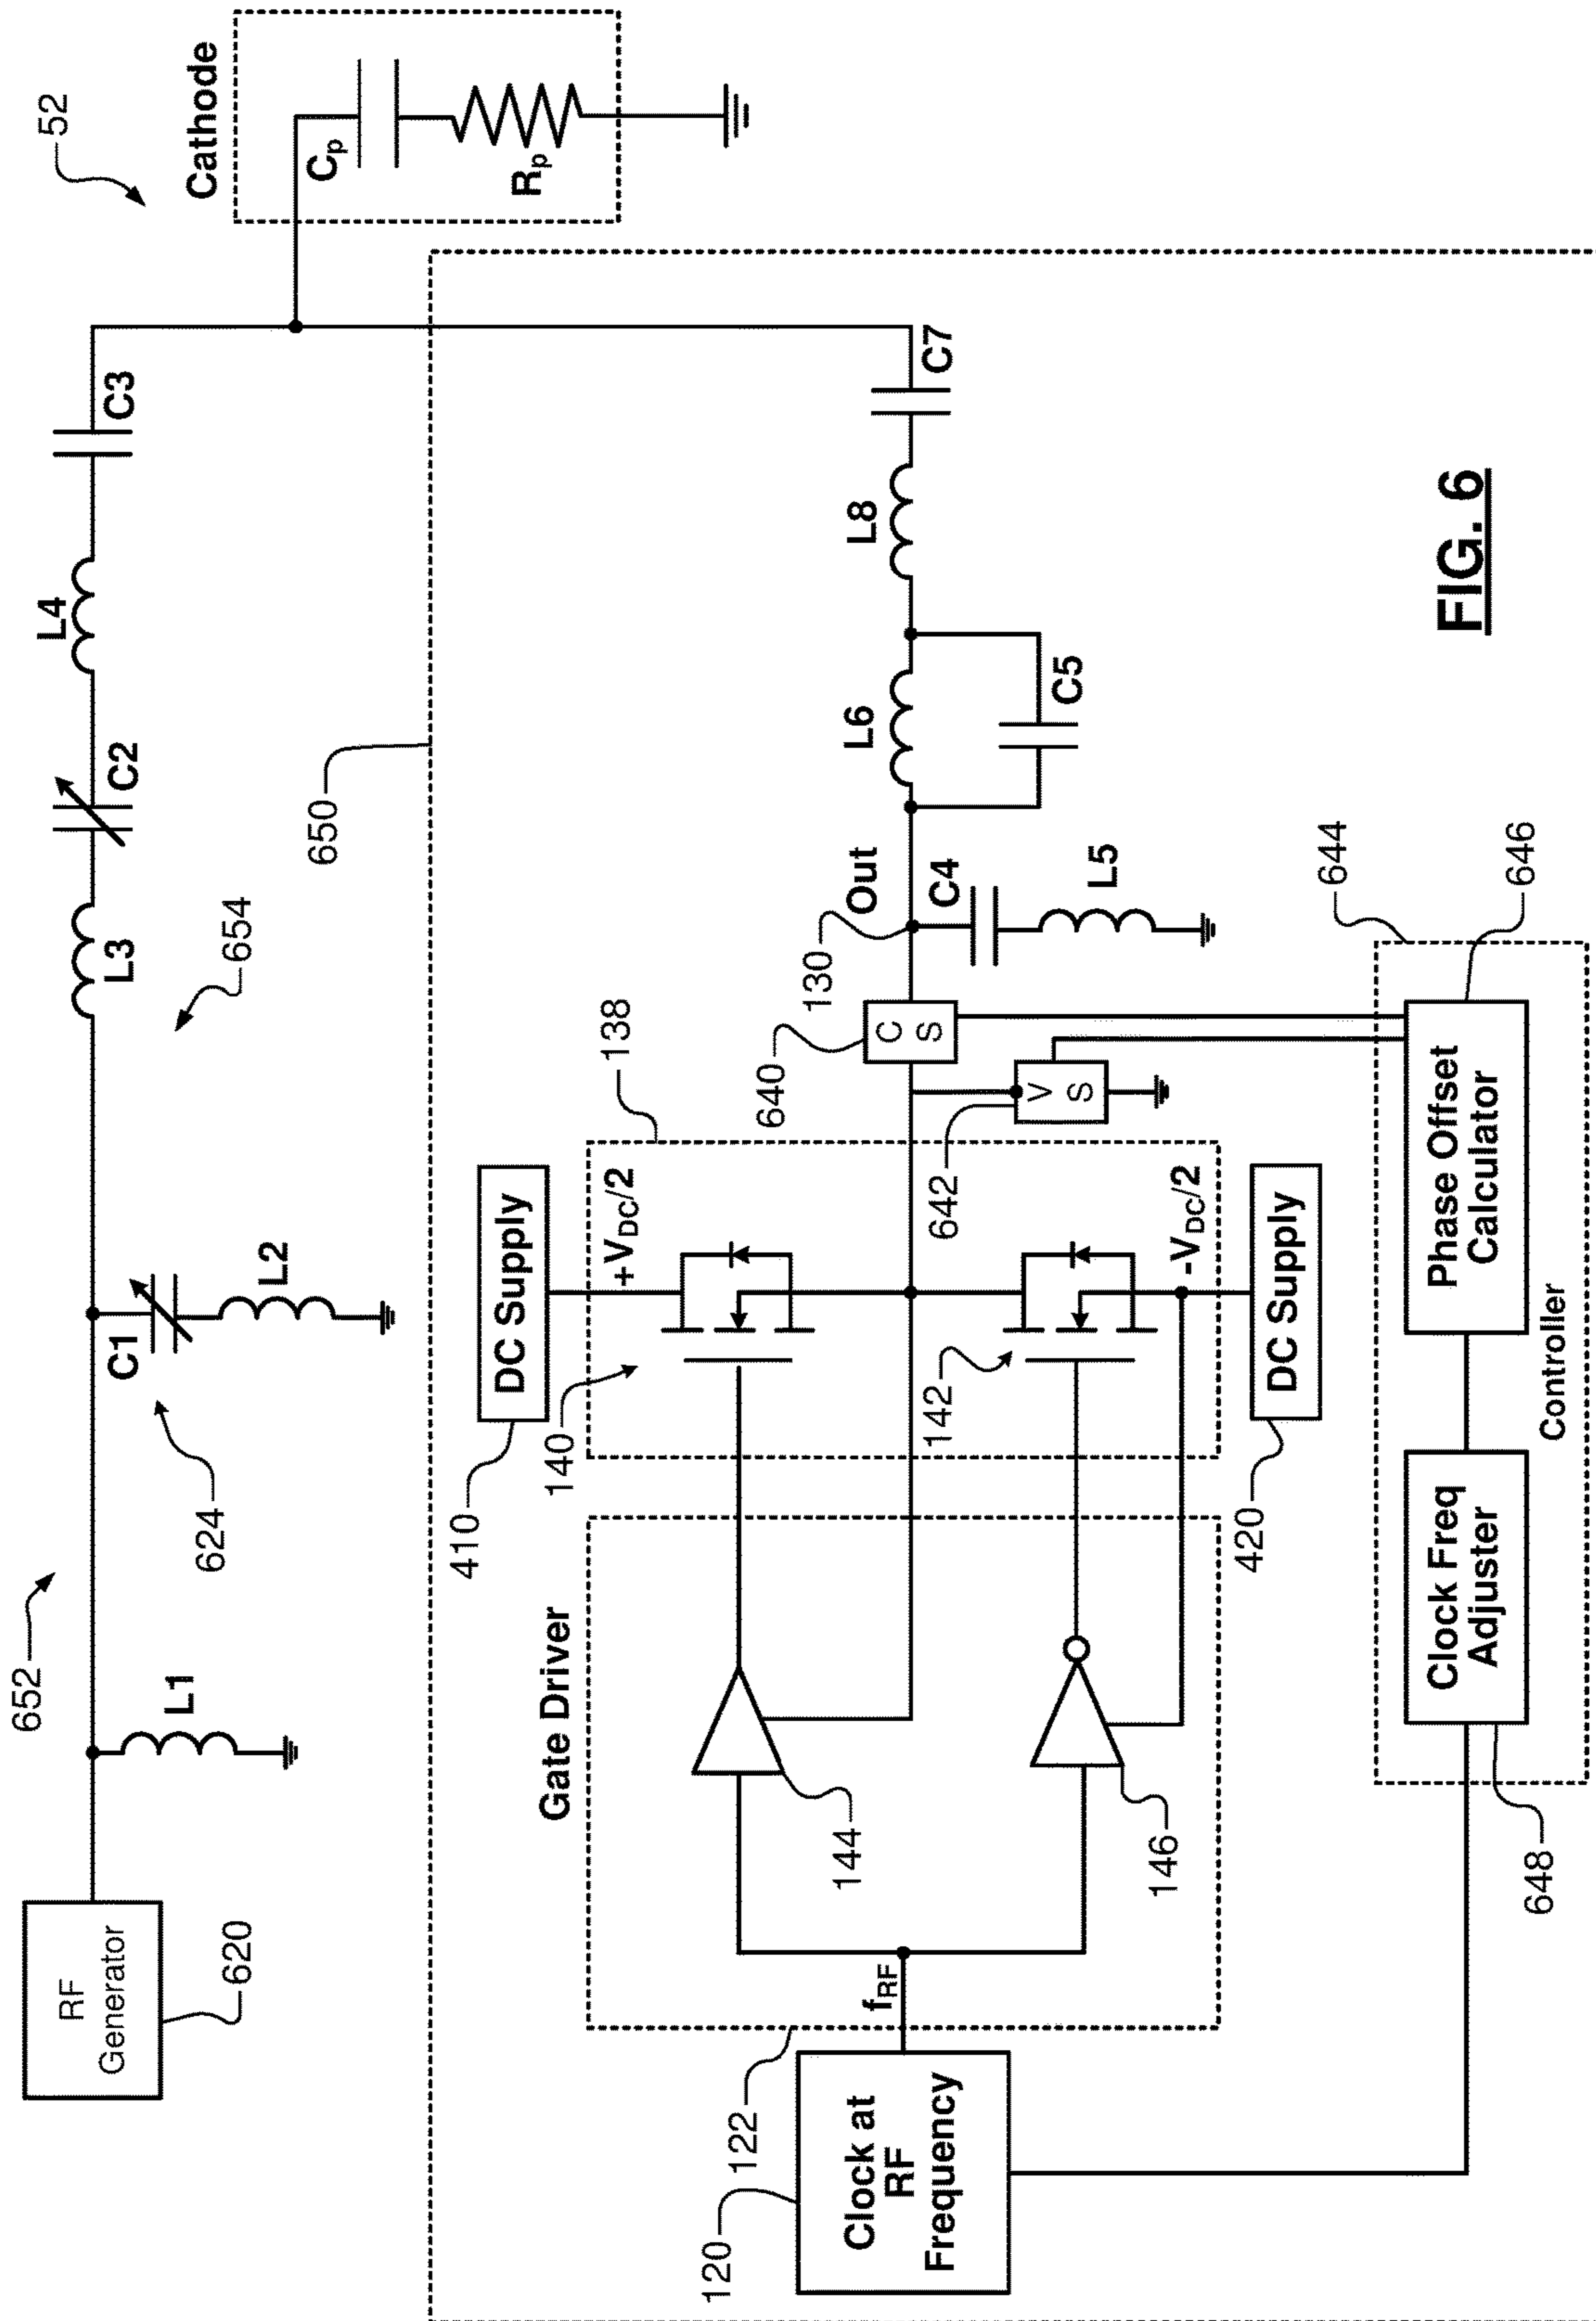 52
652
RF
Generator
620
L1
C1
624
L2
L3
654
C2
L4
C3
Cathode
Cp
Rp
650
410
DC Supply
+VDC/2
138
140
640
C
S
130
Out
L6
C5
L8
C7
C4
L5
642
V
S
142
-VDC/2
DC Supply
420
Gate Driver
144
146
fRF
122
Clock at
RF
Frequency
120
644
646
Phase Offset
Calculator
Clock Freq
Adjuster
Controller
648
FIG. 6